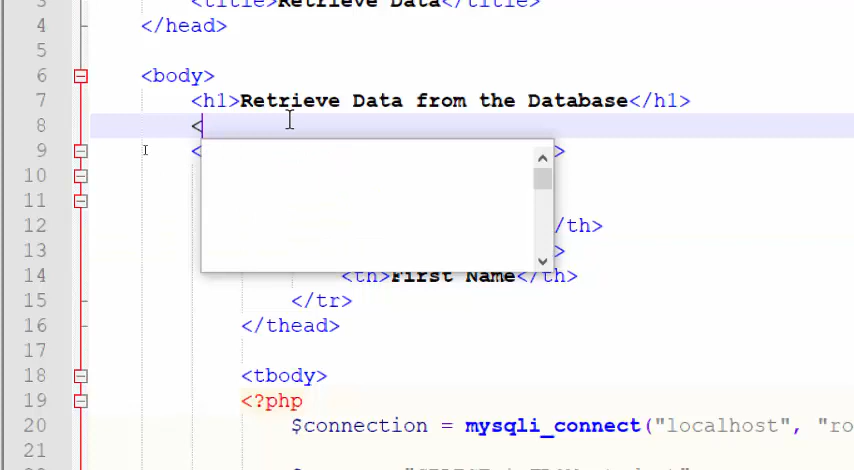 3 <title>Retrieve Data</title>
4 </head>
5
6 <body>
7 <h1>Retrieve Data from the Database</h1>
8 <
9 < >
10
11
12 /th>
13 >
14 <th>First Name</th>
15 </tr>
16 </thead>
17
18 <tbody>
19 <?php
20 $connection = mysqli_connect("localhost", "ro
21